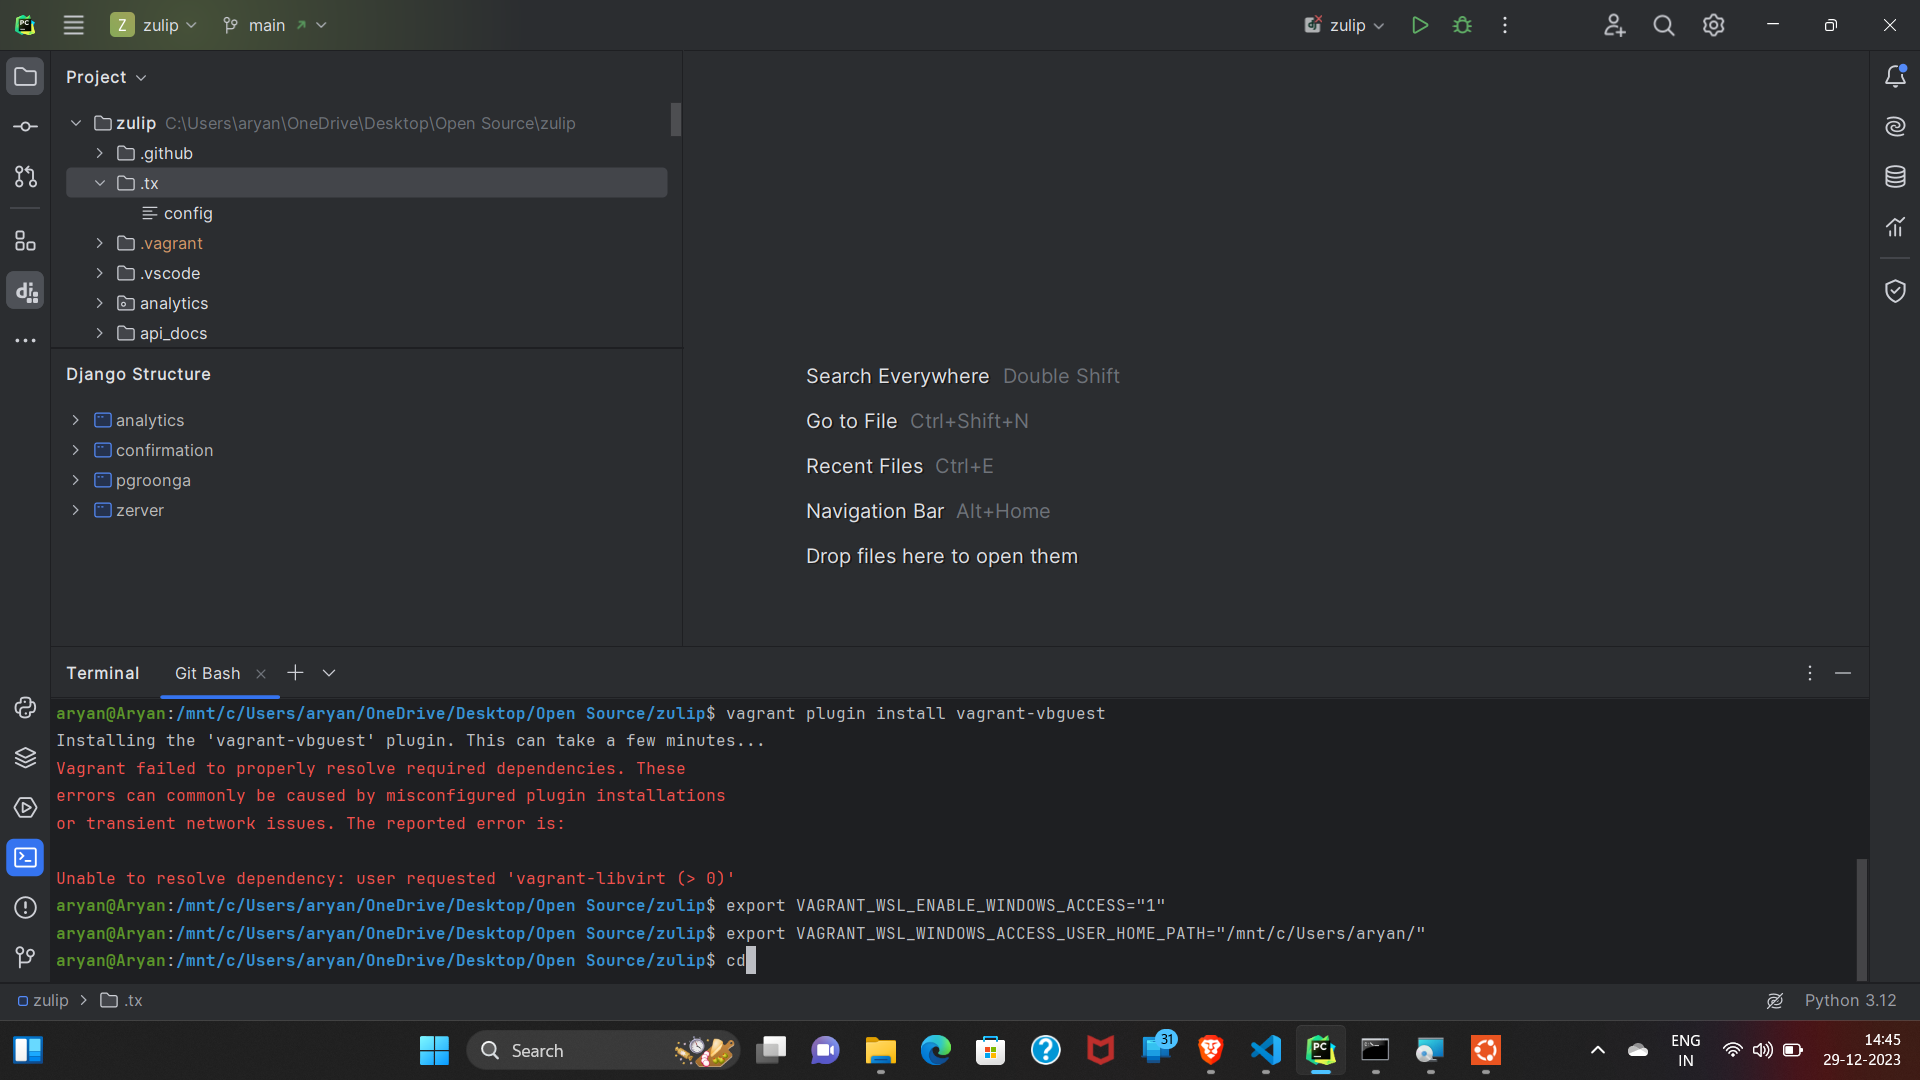 PC
Z zulip
main
zulip
Project
zulip C:\Users\aryan\OneDrive\Desktop\Open Source\zulip
.github
.tx
config
.vagrant
.vscode
analytics
api_docs
Django Structure
analytics
confirmation
pgroonga
zerver
Search Everywhere Double Shift
Go to File Ctrl+Shift+N
Recent Files Ctrl+E
Navigation Bar Alt+Home
Drop files here to open them
dj
Terminal Git Bash
aryan@Aryan:/mnt/c/Users/aryan/OneDrive/Desktop/Open Source/zulip$ vagrant plugin install vagrant-vbguest
Installing the 'vagrant-vbguest' plugin. This can take a few minutes...
Vagrant failed to properly resolve required dependencies. These
errors can commonly be caused by misconfigured plugin installations
or transient network issues. The reported error is:
Unable to resolve dependency: user requested 'vagrant-libvirt (> 0)'
aryan@Aryan:/mnt/c/Users/aryan/OneDrive/Desktop/Open Source/zulip$ export VAGRANT_WSL_ENABLE_WINDOWS_ACCESS="1"
aryan@Aryan:/mnt/c/Users/aryan/OneDrive/Desktop/Open Source/zulip$ export VAGRANT_WSL_WINDOWS_ACCESS_USER_HOME_PATH="/mnt/c/Users/aryan/"
aryan@Aryan:/mnt/c/Users/aryan/OneDrive/Desktop/Open Source/zulip$ cd
zulip > .tx
Python 3.12
Search
31
PC
ENG
IN
14:45
29-12-2023